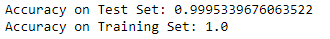 Accuracy on Test Set: 0.9995339676063522
Accuracy on Training Set: 1.0